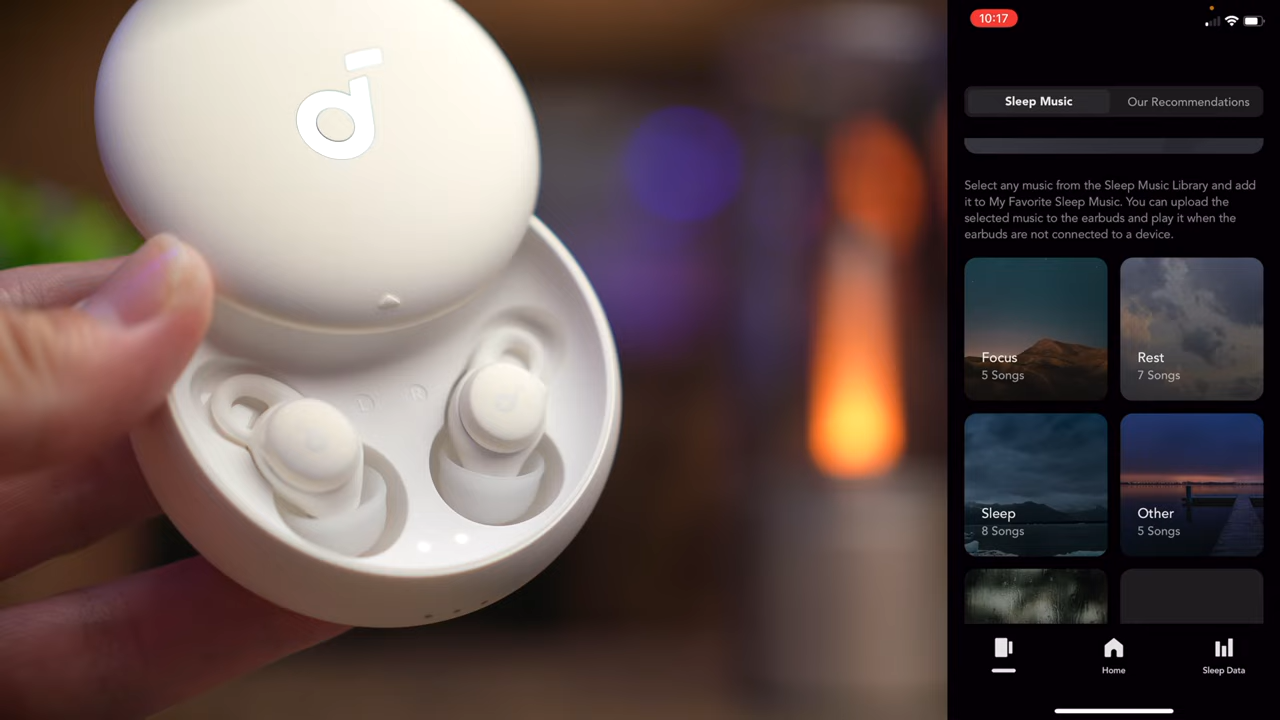 10:17
Sleep Music
Our Recommendations
Select any music from the Sleep Music Library and add
it to My Favorite Sleep Music. You can upload the
selected music to the earbuds and play it when the
earbuds are not connected to a device.
Focus
5 Songs
Rest
7 Songs
Sleep
8 Songs
Other
5 Songs
Home
Sleep Data
R